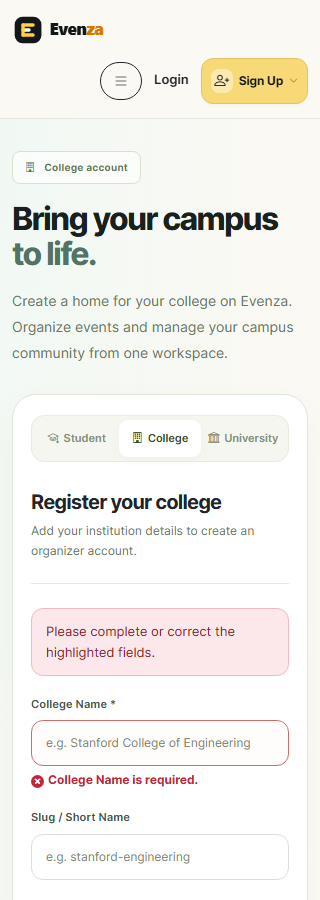 Evenza
Login
Sign Up
College account
Bring your campus
to life.
Create a home for your college on Evenza.
Organize events and manage your campus
community from one workspace.
Student
College
University
Register your college
Add your institution details to create an
organizer account.
Please complete or correct the
highlighted fields.
College Name *
e.g. Stanford College of Engineering
College Name is required.
Slug / Short Name
e.g. stanford-engineering